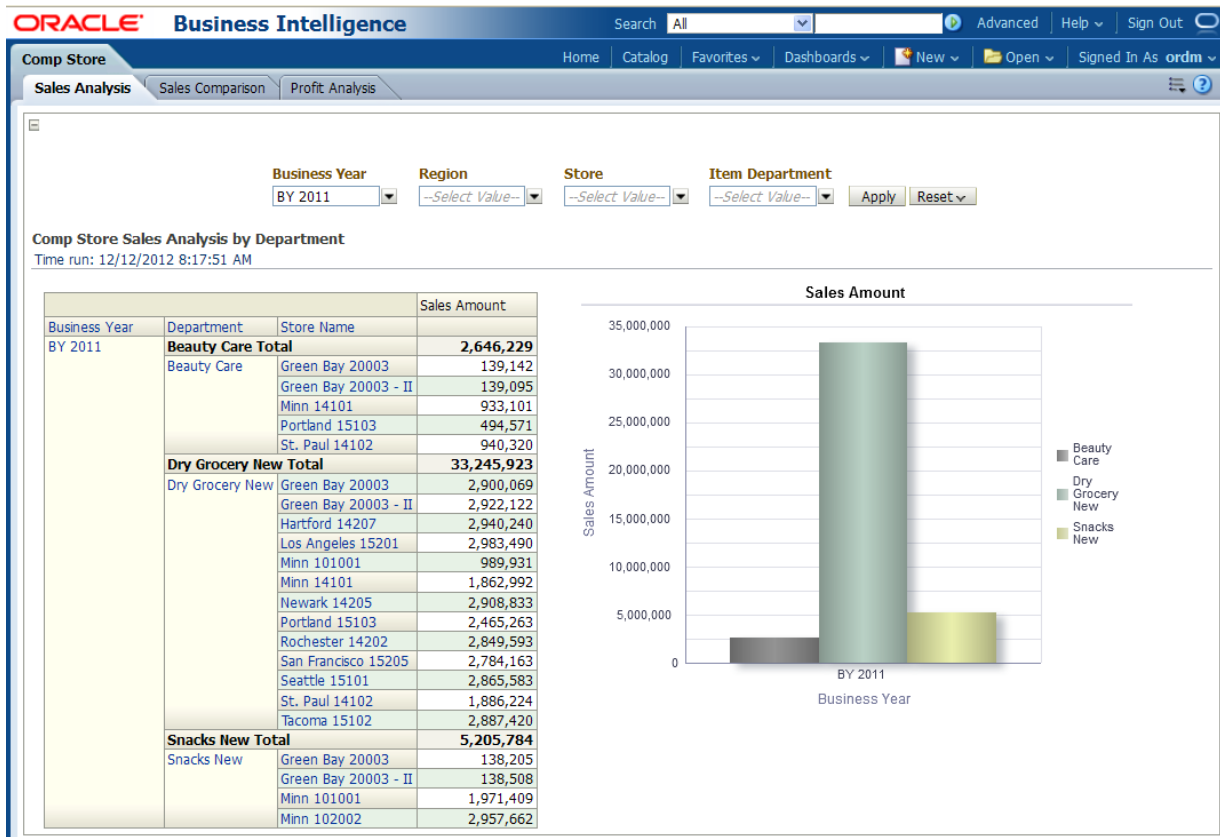 ORACLE Business Intelligence Search All Advanced Help Sign Out
Comp Store Home Catalog Favorites Dashboards New Open Signed In As ordm
Sales Analysis Sales Comparison Profit Analysis
Business Year Region Store Item Department
BY 2011 --Select Value-- --Select Value-- --Select Value-- Apply Reset
Comp Store Sales Analysis by Department
Time run: 12/12/2012 8:17:51 AM
Sales Amount
Business Year Department Store Name
BY 2011 Beauty Care Total 2,646,229
Beauty Care Green Bay 20003 139,142
Green Bay 20003 - II 139,095
Minn 14101 933,101
Portland 15103 494,571
St. Paul 14102 940,320
Dry Grocery New Total 33,245,923
Dry Grocery New Green Bay 20003 2,900,069
Green Bay 20003 - II 2,922,122
Hartford 14207 2,940,240
Los Angeles 15201 2,983,490
Minn 101001 989,931
Minn 14101 1,862,992
Newark 14205 2,908,833
Portland 15103 2,465,263
Rochester 14202 2,849,593
San Francisco 15205 2,784,163
Seattle 15101 2,865,583
St. Paul 14102 1,886,224
Tacoma 15102 2,887,420
Snacks New Total 5,205,784
Snacks New Green Bay 20003 138,205
Green Bay 20003 - II 138,508
Minn 101001 1,971,409
Minn 102002 2,957,662
Sales Amount
35,000,000
30,000,000
25,000,000
20,000,000
15,000,000
10,000,000
5,000,000
0
Sales Amount
BY 2011
Business Year
Beauty
Care
Dry
Grocery
New
Snacks
New